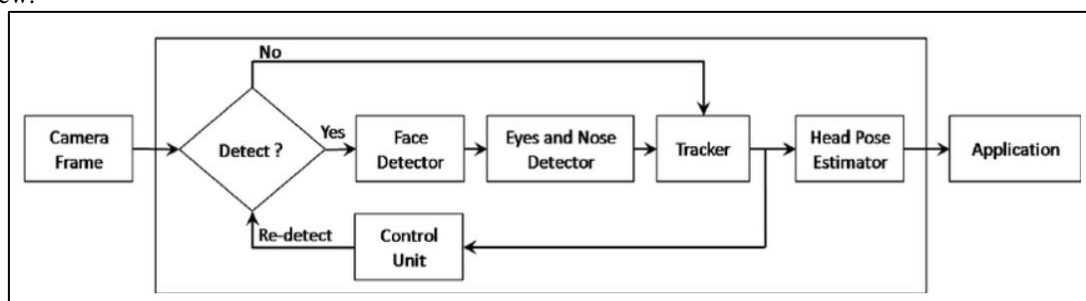 ew.
No
Camera
Frame
Detect ?
Yes
Face
Detector
Eyes and Nose
Detector
Tracker
Head Pose
Estimator
Application
Re-detect
Control
Unit